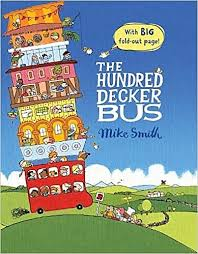 With BIG
fold-out page!
THE
HUNDRED
DECKER
BUS
Mike Smith